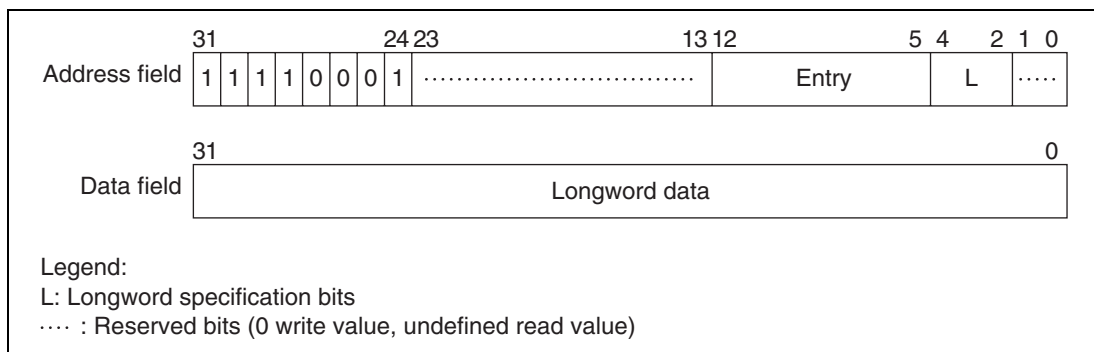 31 24 23 13 12 5 4 2 1 0
Address field 1 1 1 1 0 0 0 1 ................................. Entry L .....
31 0
Data field Longword data
Legend:
L: Longword specification bits
···· : Reserved bits (0 write value, undefined read value)